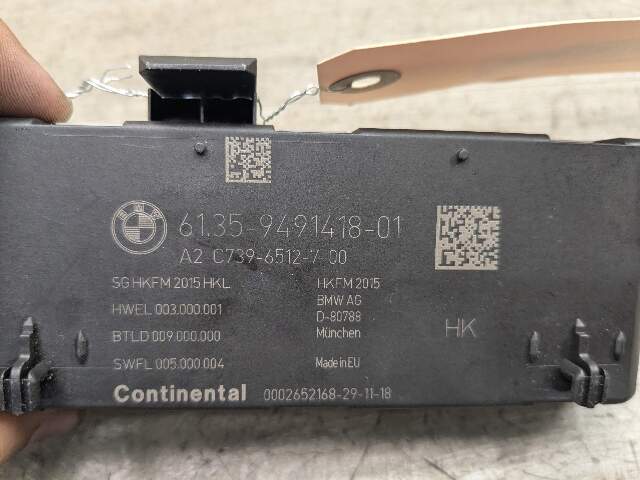 BMW
61.35-9491418-01
A2 C739-6512-7 00
SG HKFM 2015 HKL
HWEL 003.000.001
BTLD 009.000.000
SWFL 005.000.004
HKFM 2015
BMW AG
D-80788
München
Made in EU
HK
Continental 0002652168-29-11-18